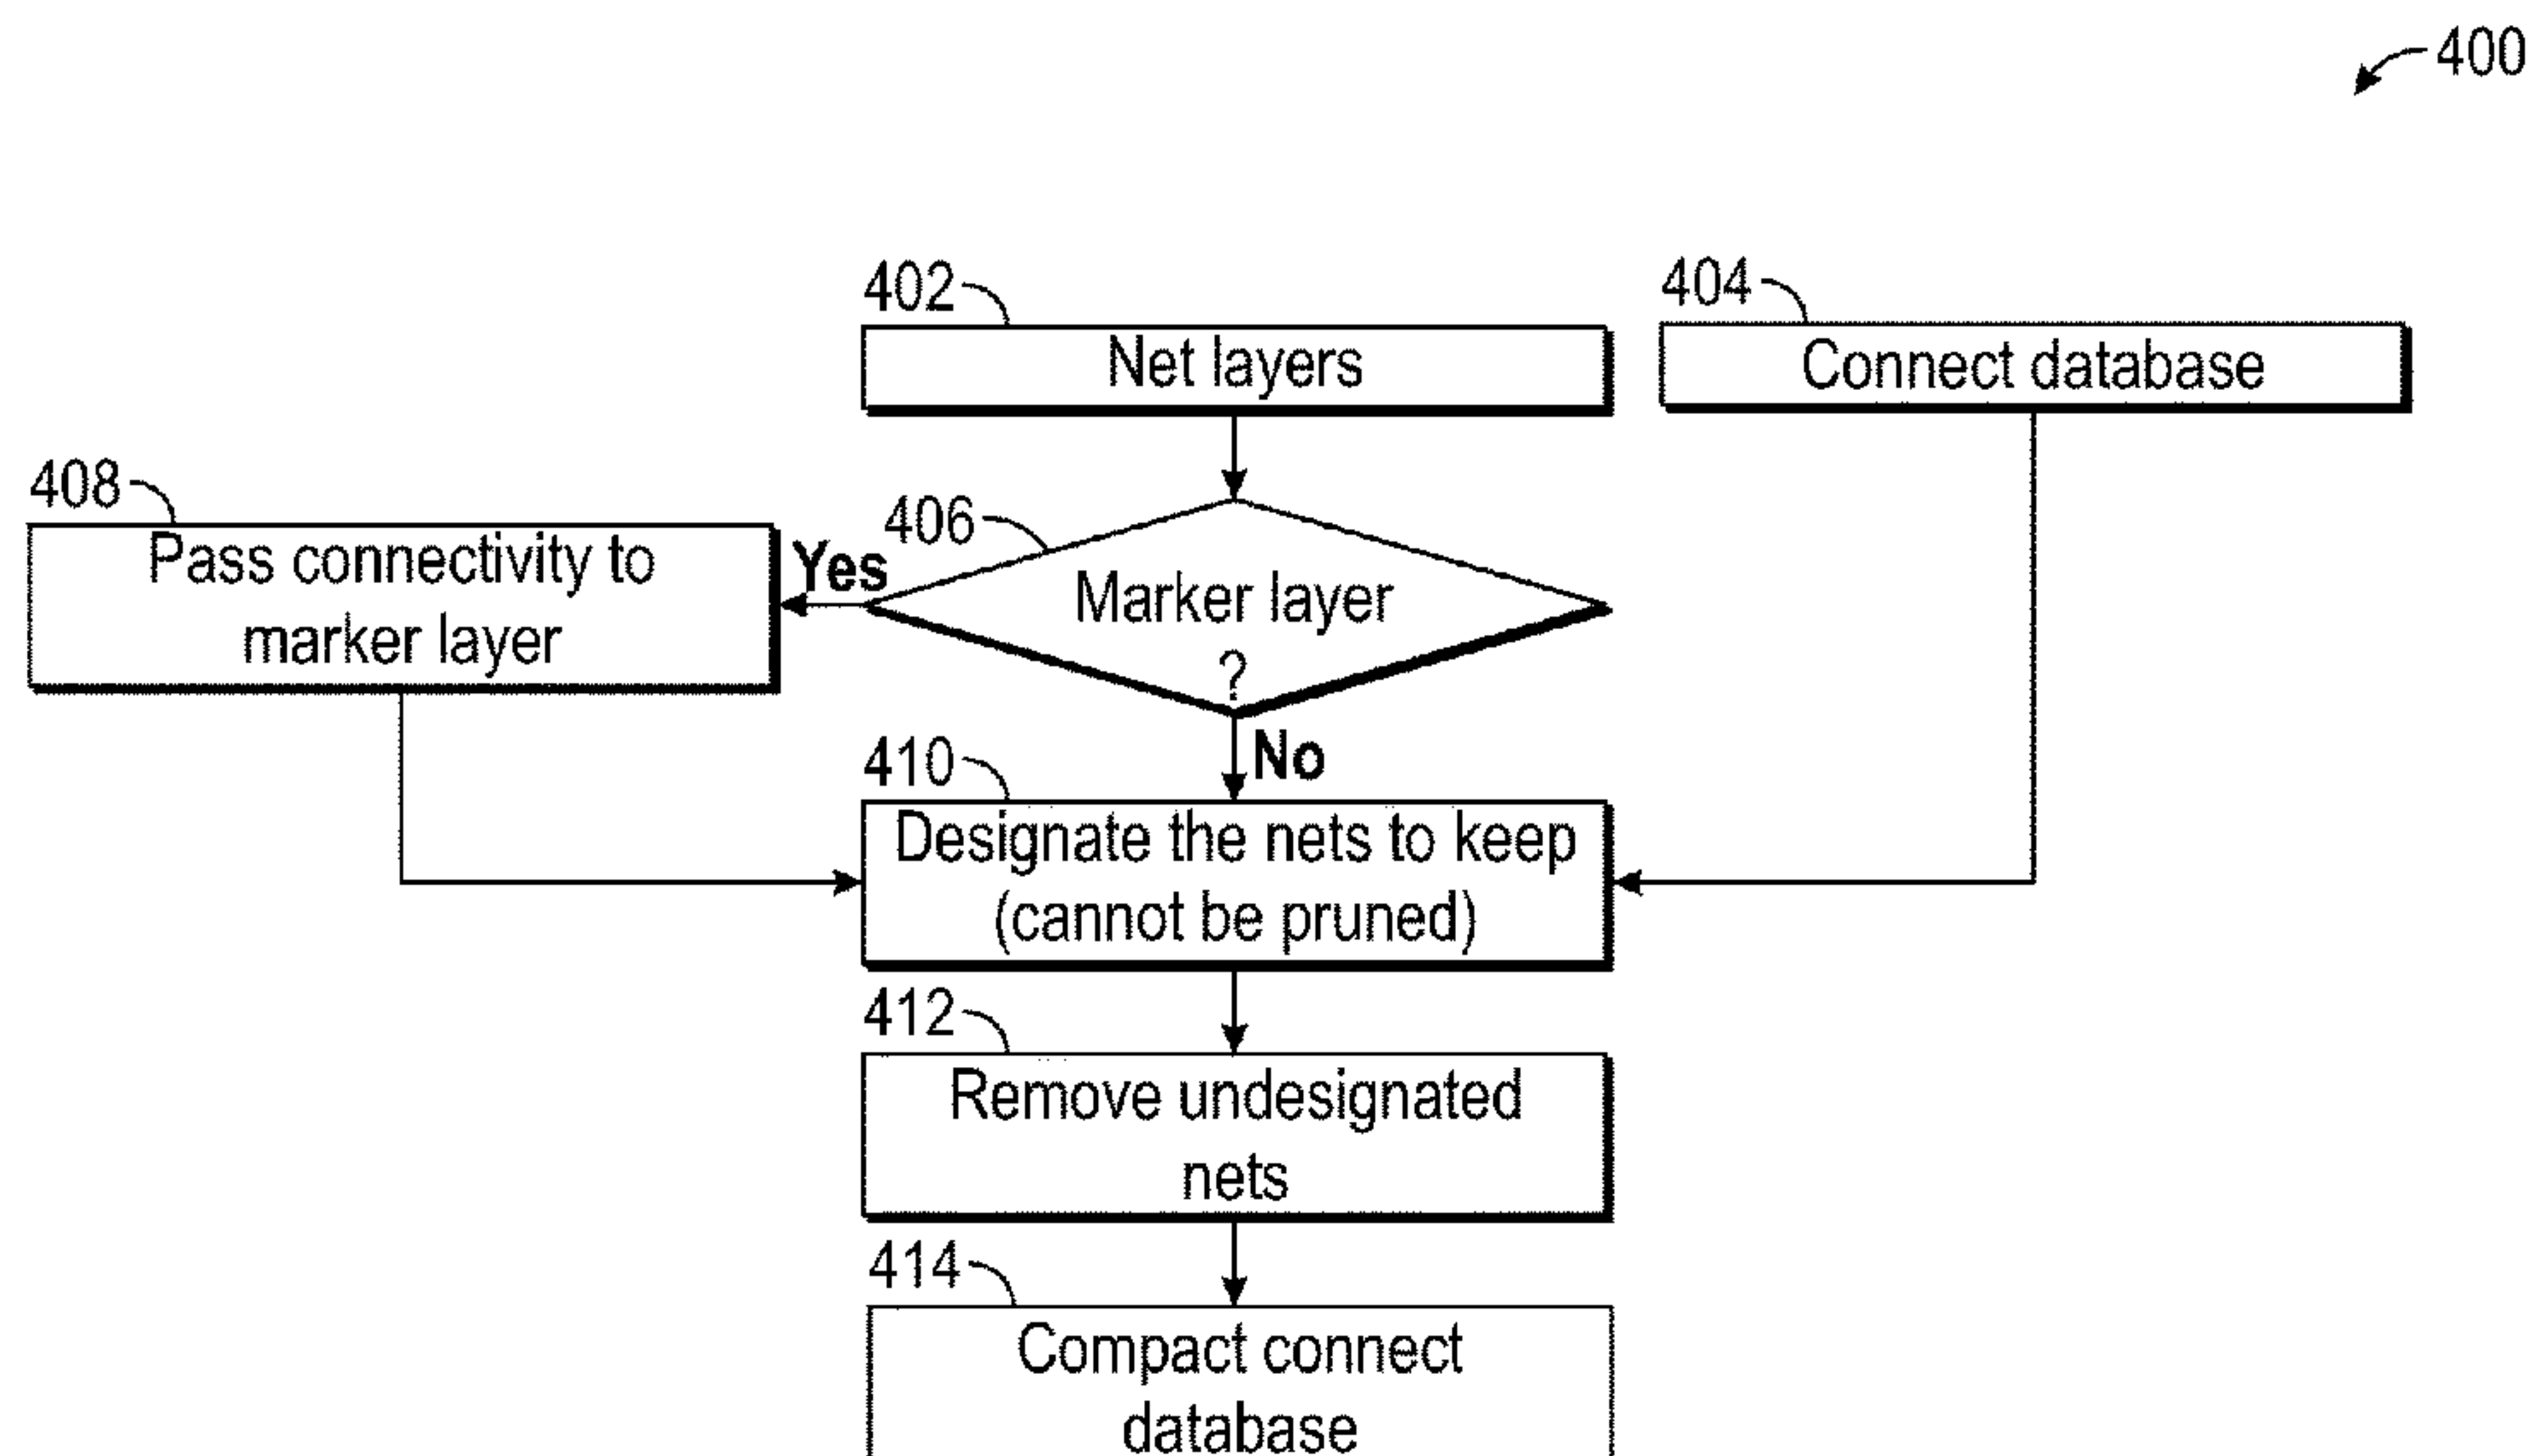 400
402
404
Net layers
Connect database
408
406
Yes
Pass connectivity to
marker layer
Marker layer
?
No
410
Designate the nets to keep
(cannot be pruned)
412
Remove undesignated
nets
414
Compact connect
database